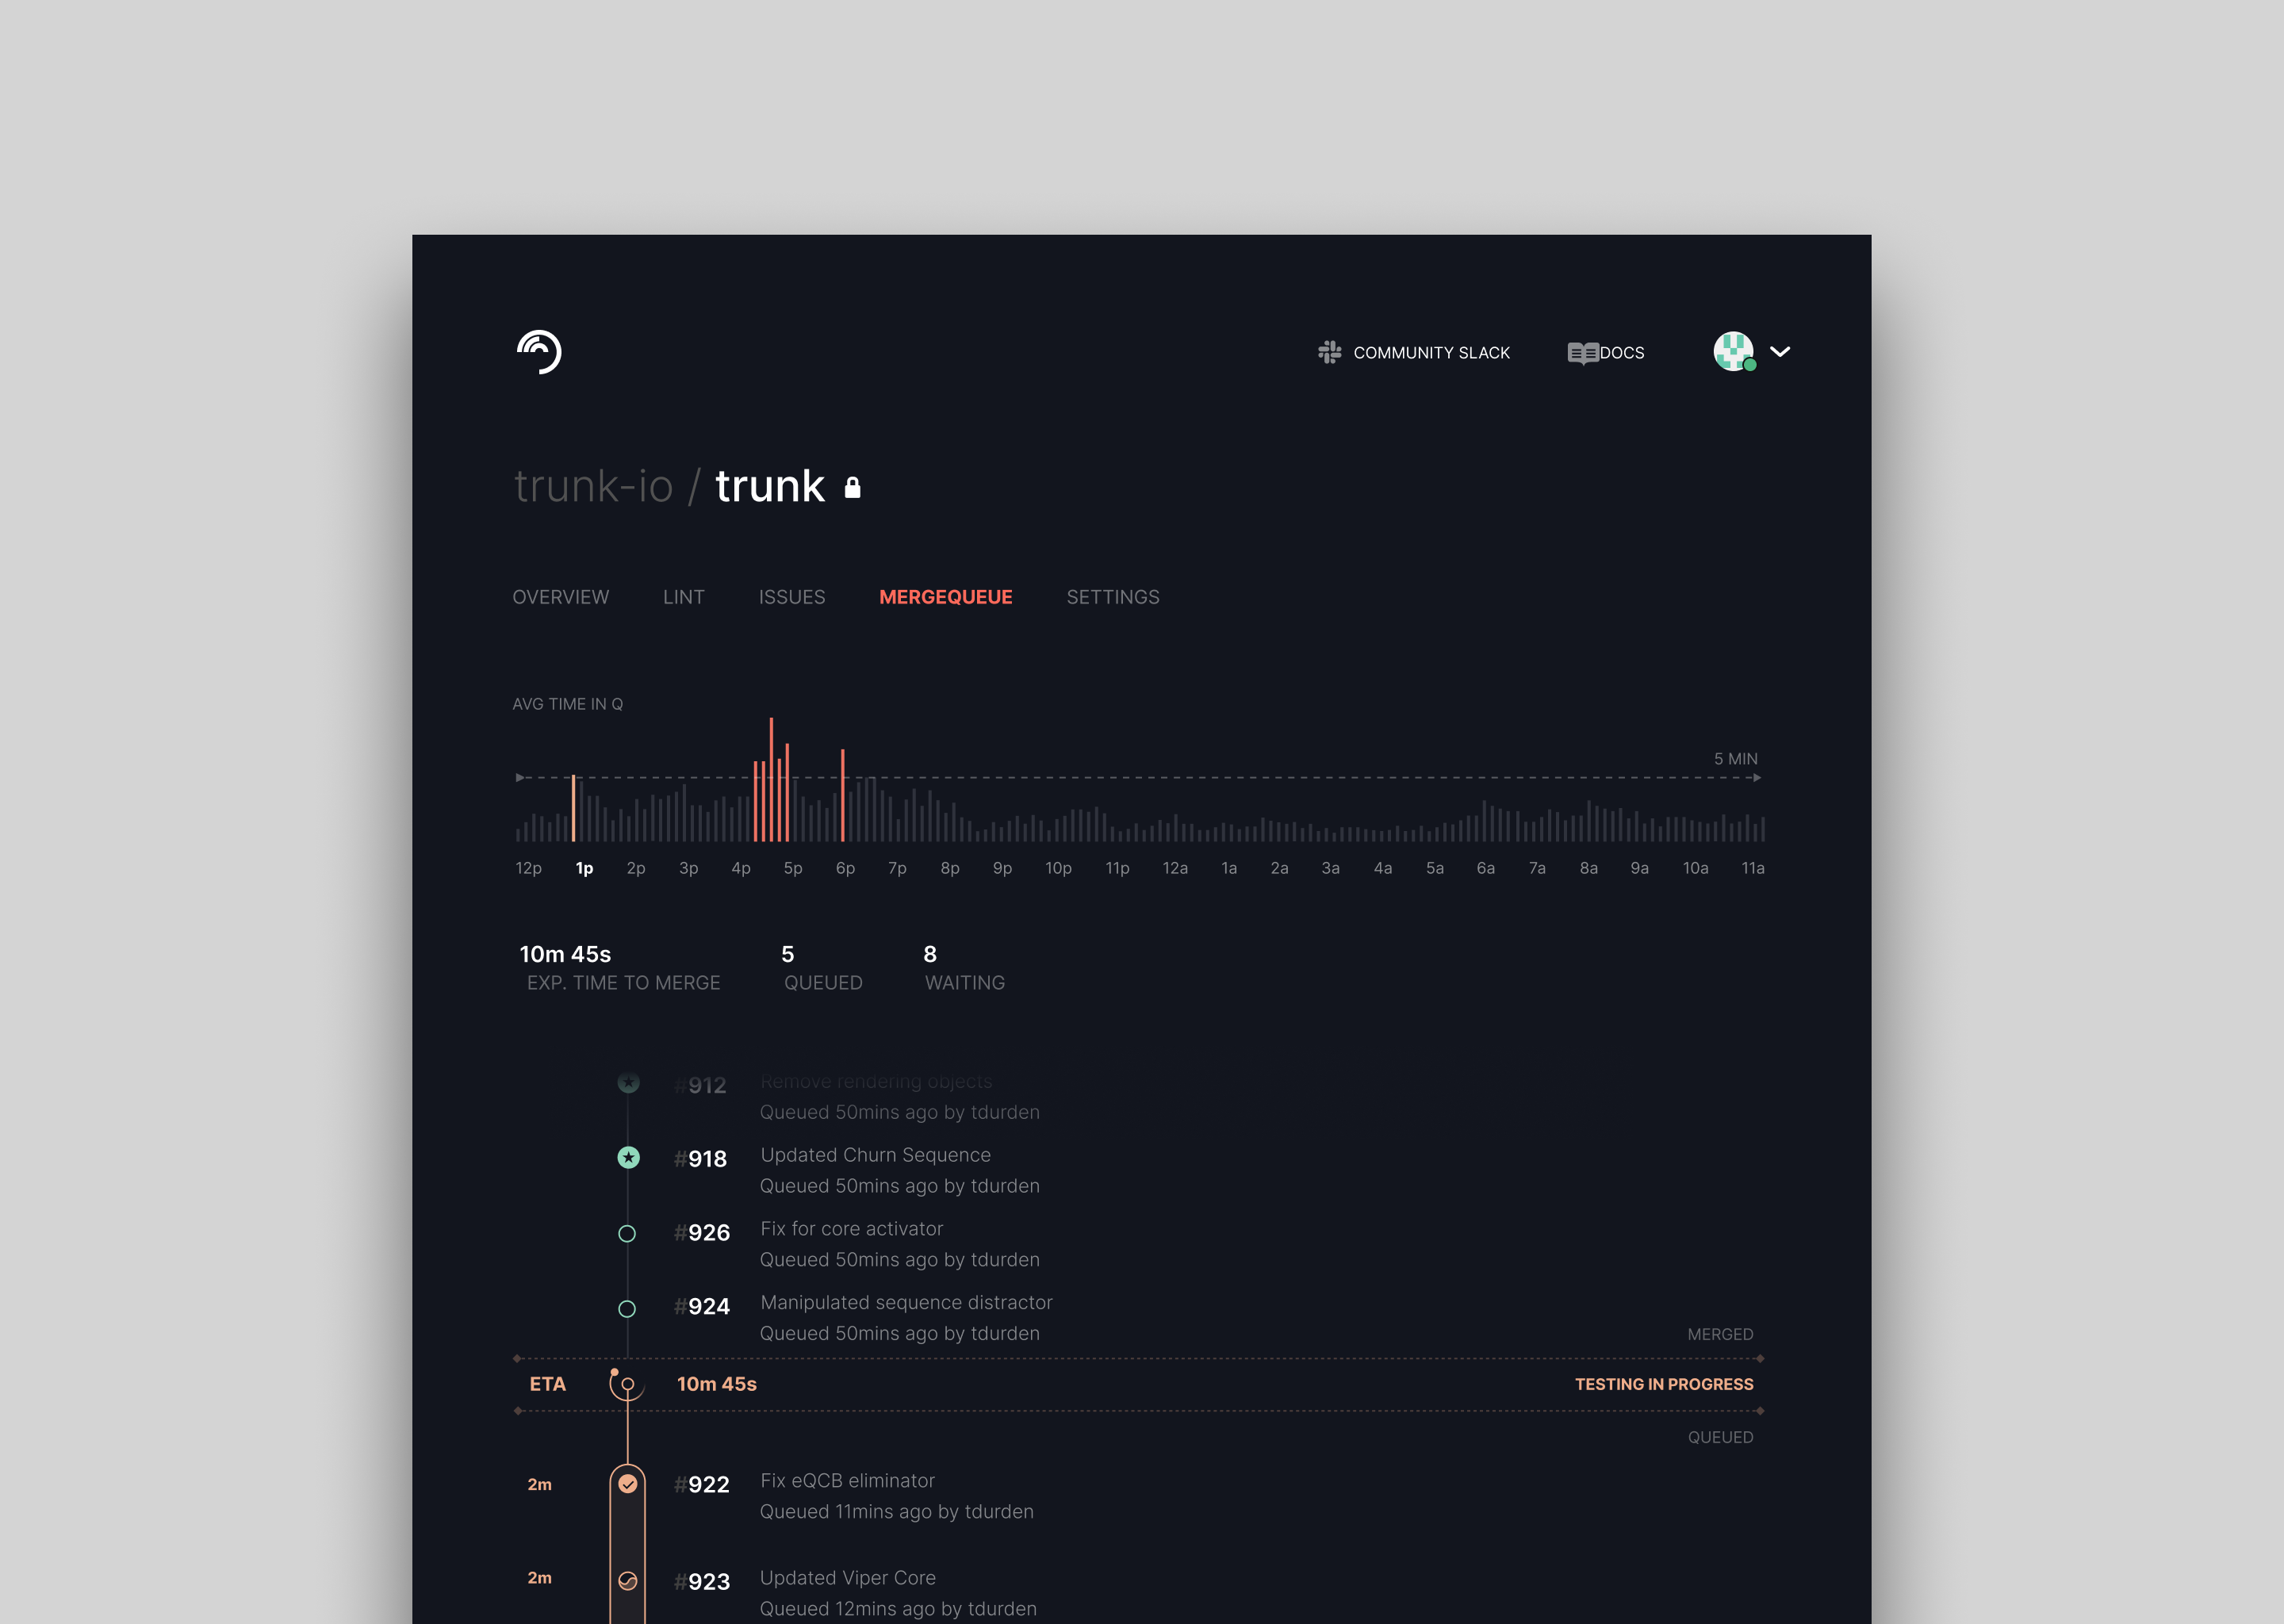 COMMUNITY SLACK DOCS
trunk-io / trunk
OVERVIEW LINT ISSUES MERGEQUEUE SETTINGS
AVG TIME IN Q
5 MIN
12p 1p 2p 3p 4p 5p 6p 7p 8p 9p 10p 11p 12a 1a 2a 3a 4a 5a 6a 7a 8a 9a 10a 11a
10m 45s 5 8
EXP. TIME TO MERGE QUEUED WAITING
#912 Remove rendering objects
Queued 50mins ago by tdurden
#918 Updated Churn Sequence
Queued 50mins ago by tdurden
#926 Fix for core activator
Queued 50mins ago by tdurden
#924 Manipulated sequence distractor
Queued 50mins ago by tdurden MERGED
ETA 10m 45s TESTING IN PROGRESS
QUEUED
2m #922 Fix eQCB eliminator
Queued 11mins ago by tdurden
2m #923 Updated Viper Core
Queued 12mins ago by tdurden